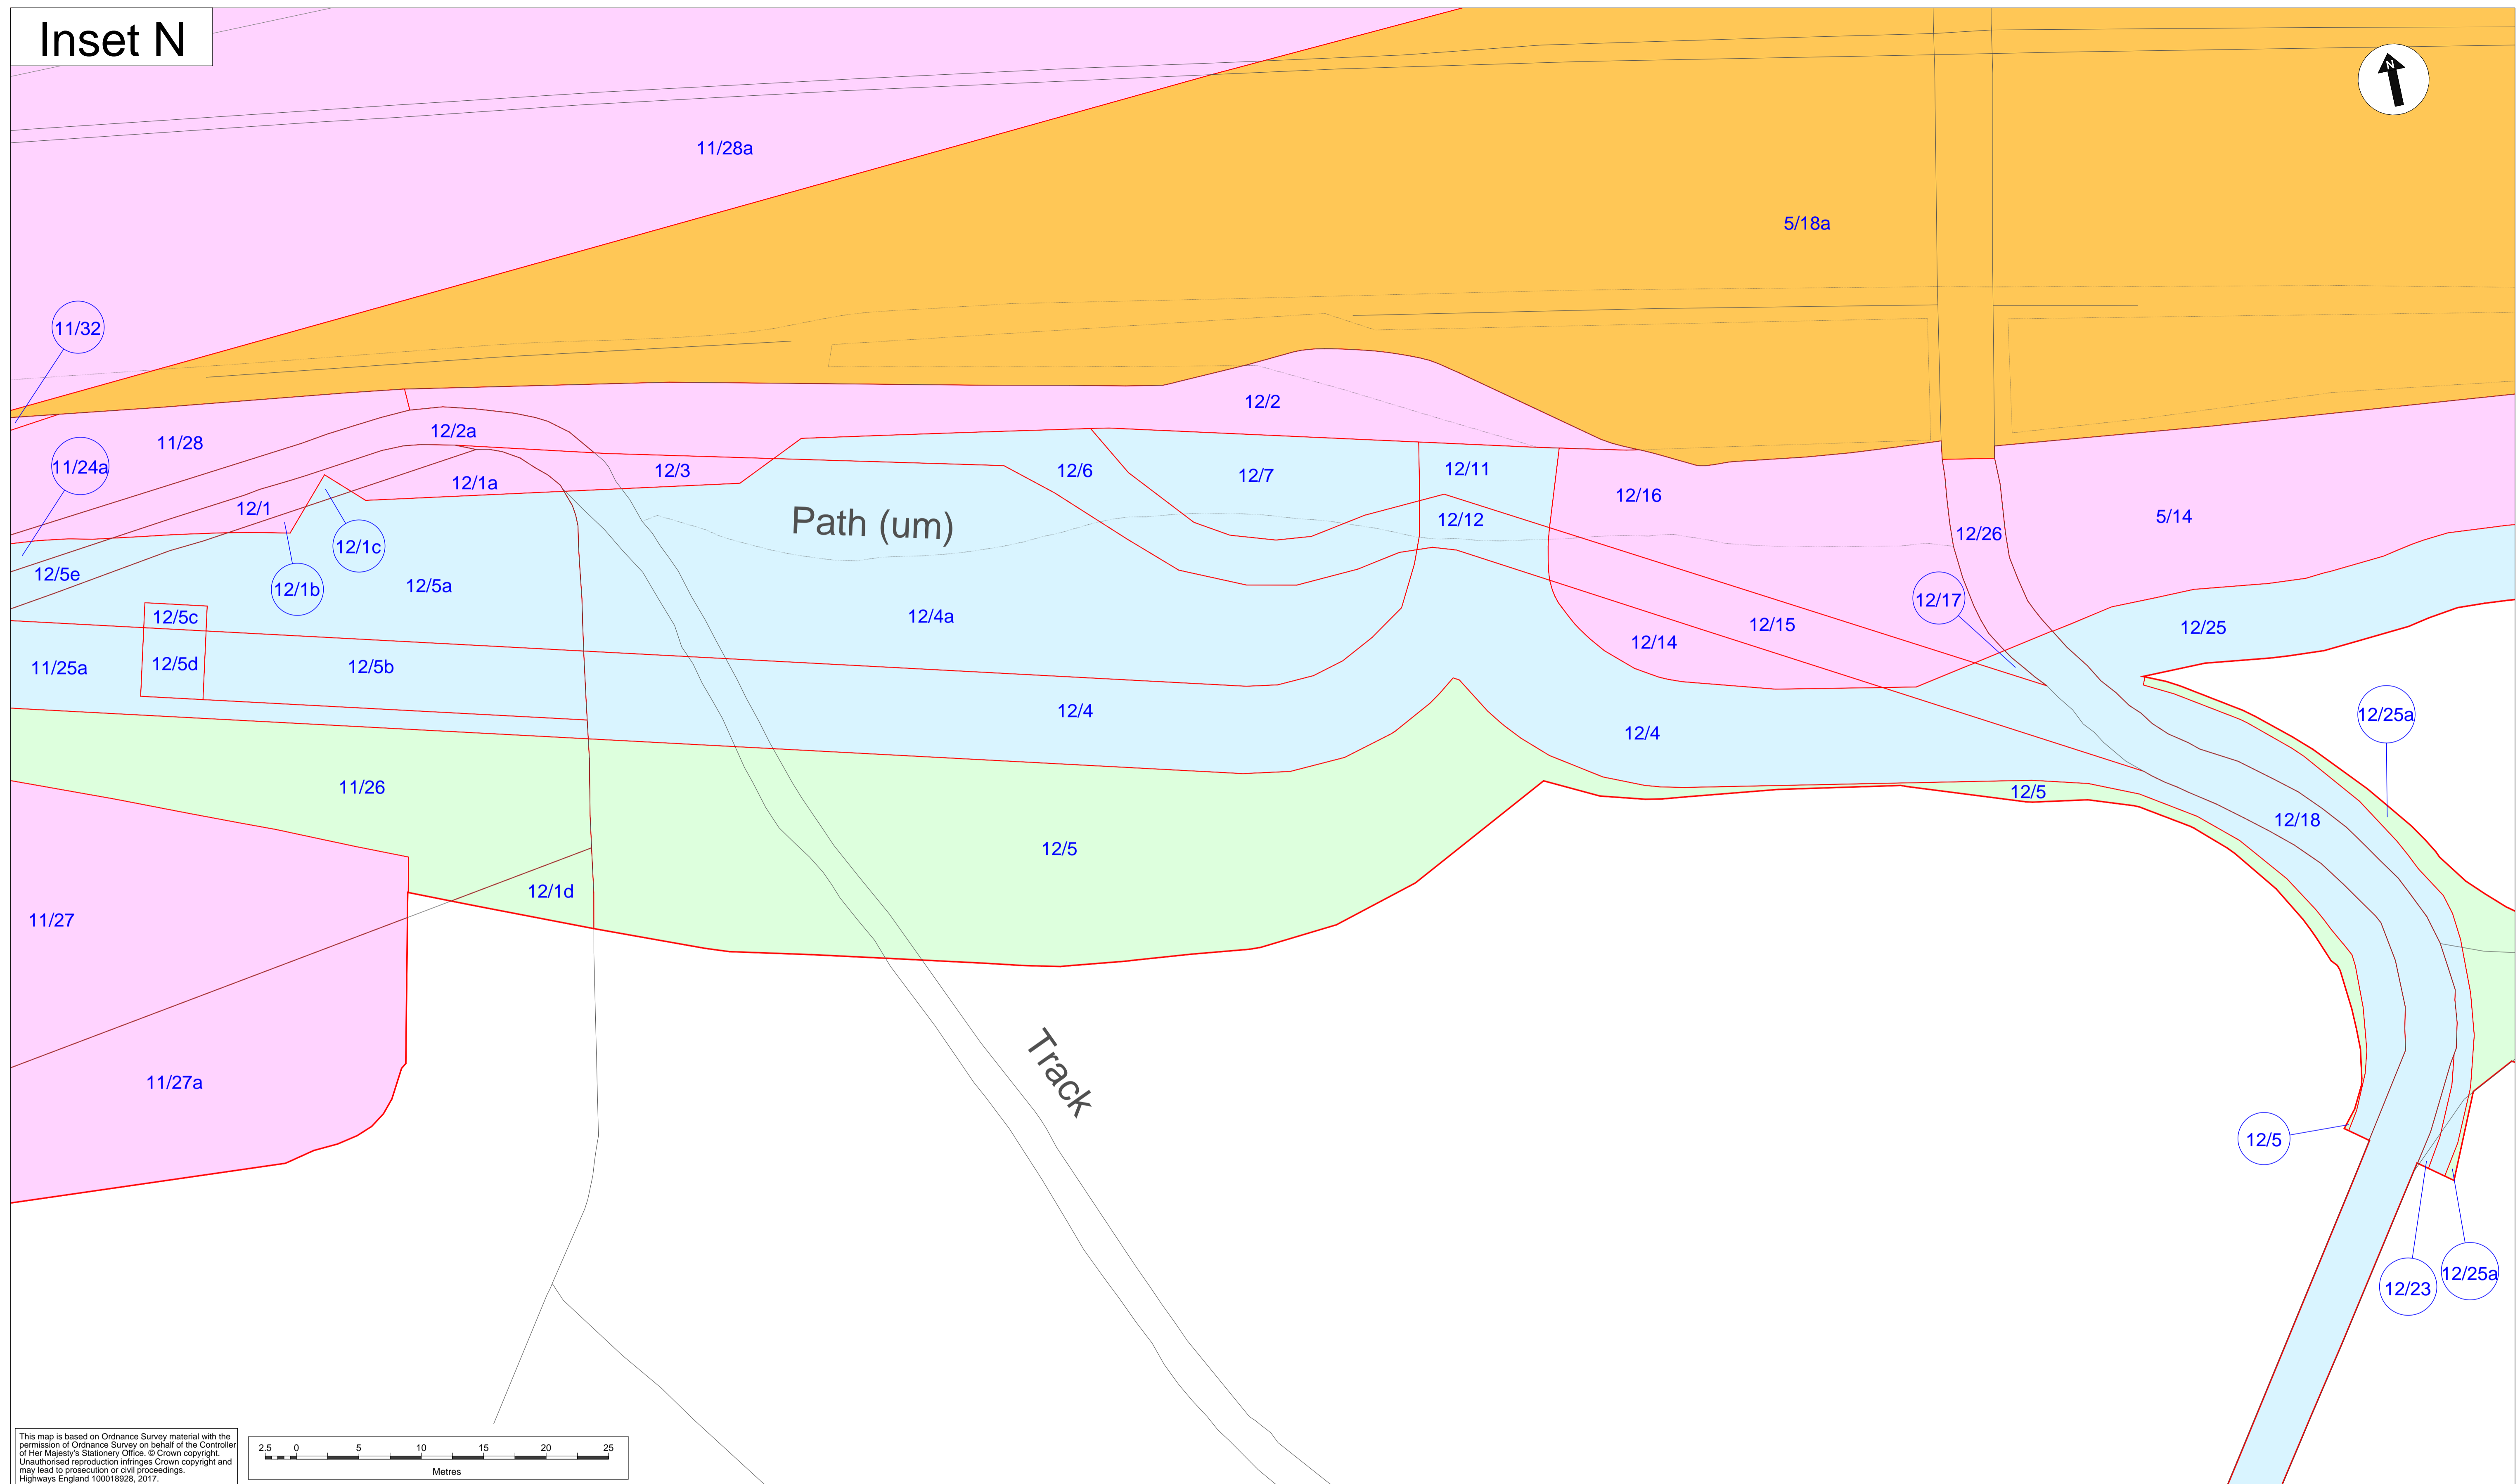 Inset N
N
11/28a
5/18a
11/32
12/2
12/2a
11/28
11/24a
12/3
12/6
12/7
12/11
12/1a
12/16
12/1
12/12
5/14
Path (um)
12/26
12/1c
12/5e
12/1b
12/5a
12/17
12/5c
12/4a
12/15
12/25
12/14
12/5d
12/5b
11/25a
12/4
12/25a
12/4
11/26
12/5
12/18
12/5
12/1d
11/27
Track
11/27a
12/5
12/25a
12/23
This map is based on Ordnance Survey material with the
permission of Ordnance Survey on behalf of the Controller
of Her Majesty's Stationery Office. © Crown copyright.
Unauthorised reproduction infringes Crown copyright and
may lead to prosecution or civil proceedings.
Highways England 100018928, 2017.
2.5 0 5 10 15 20 25
Metres